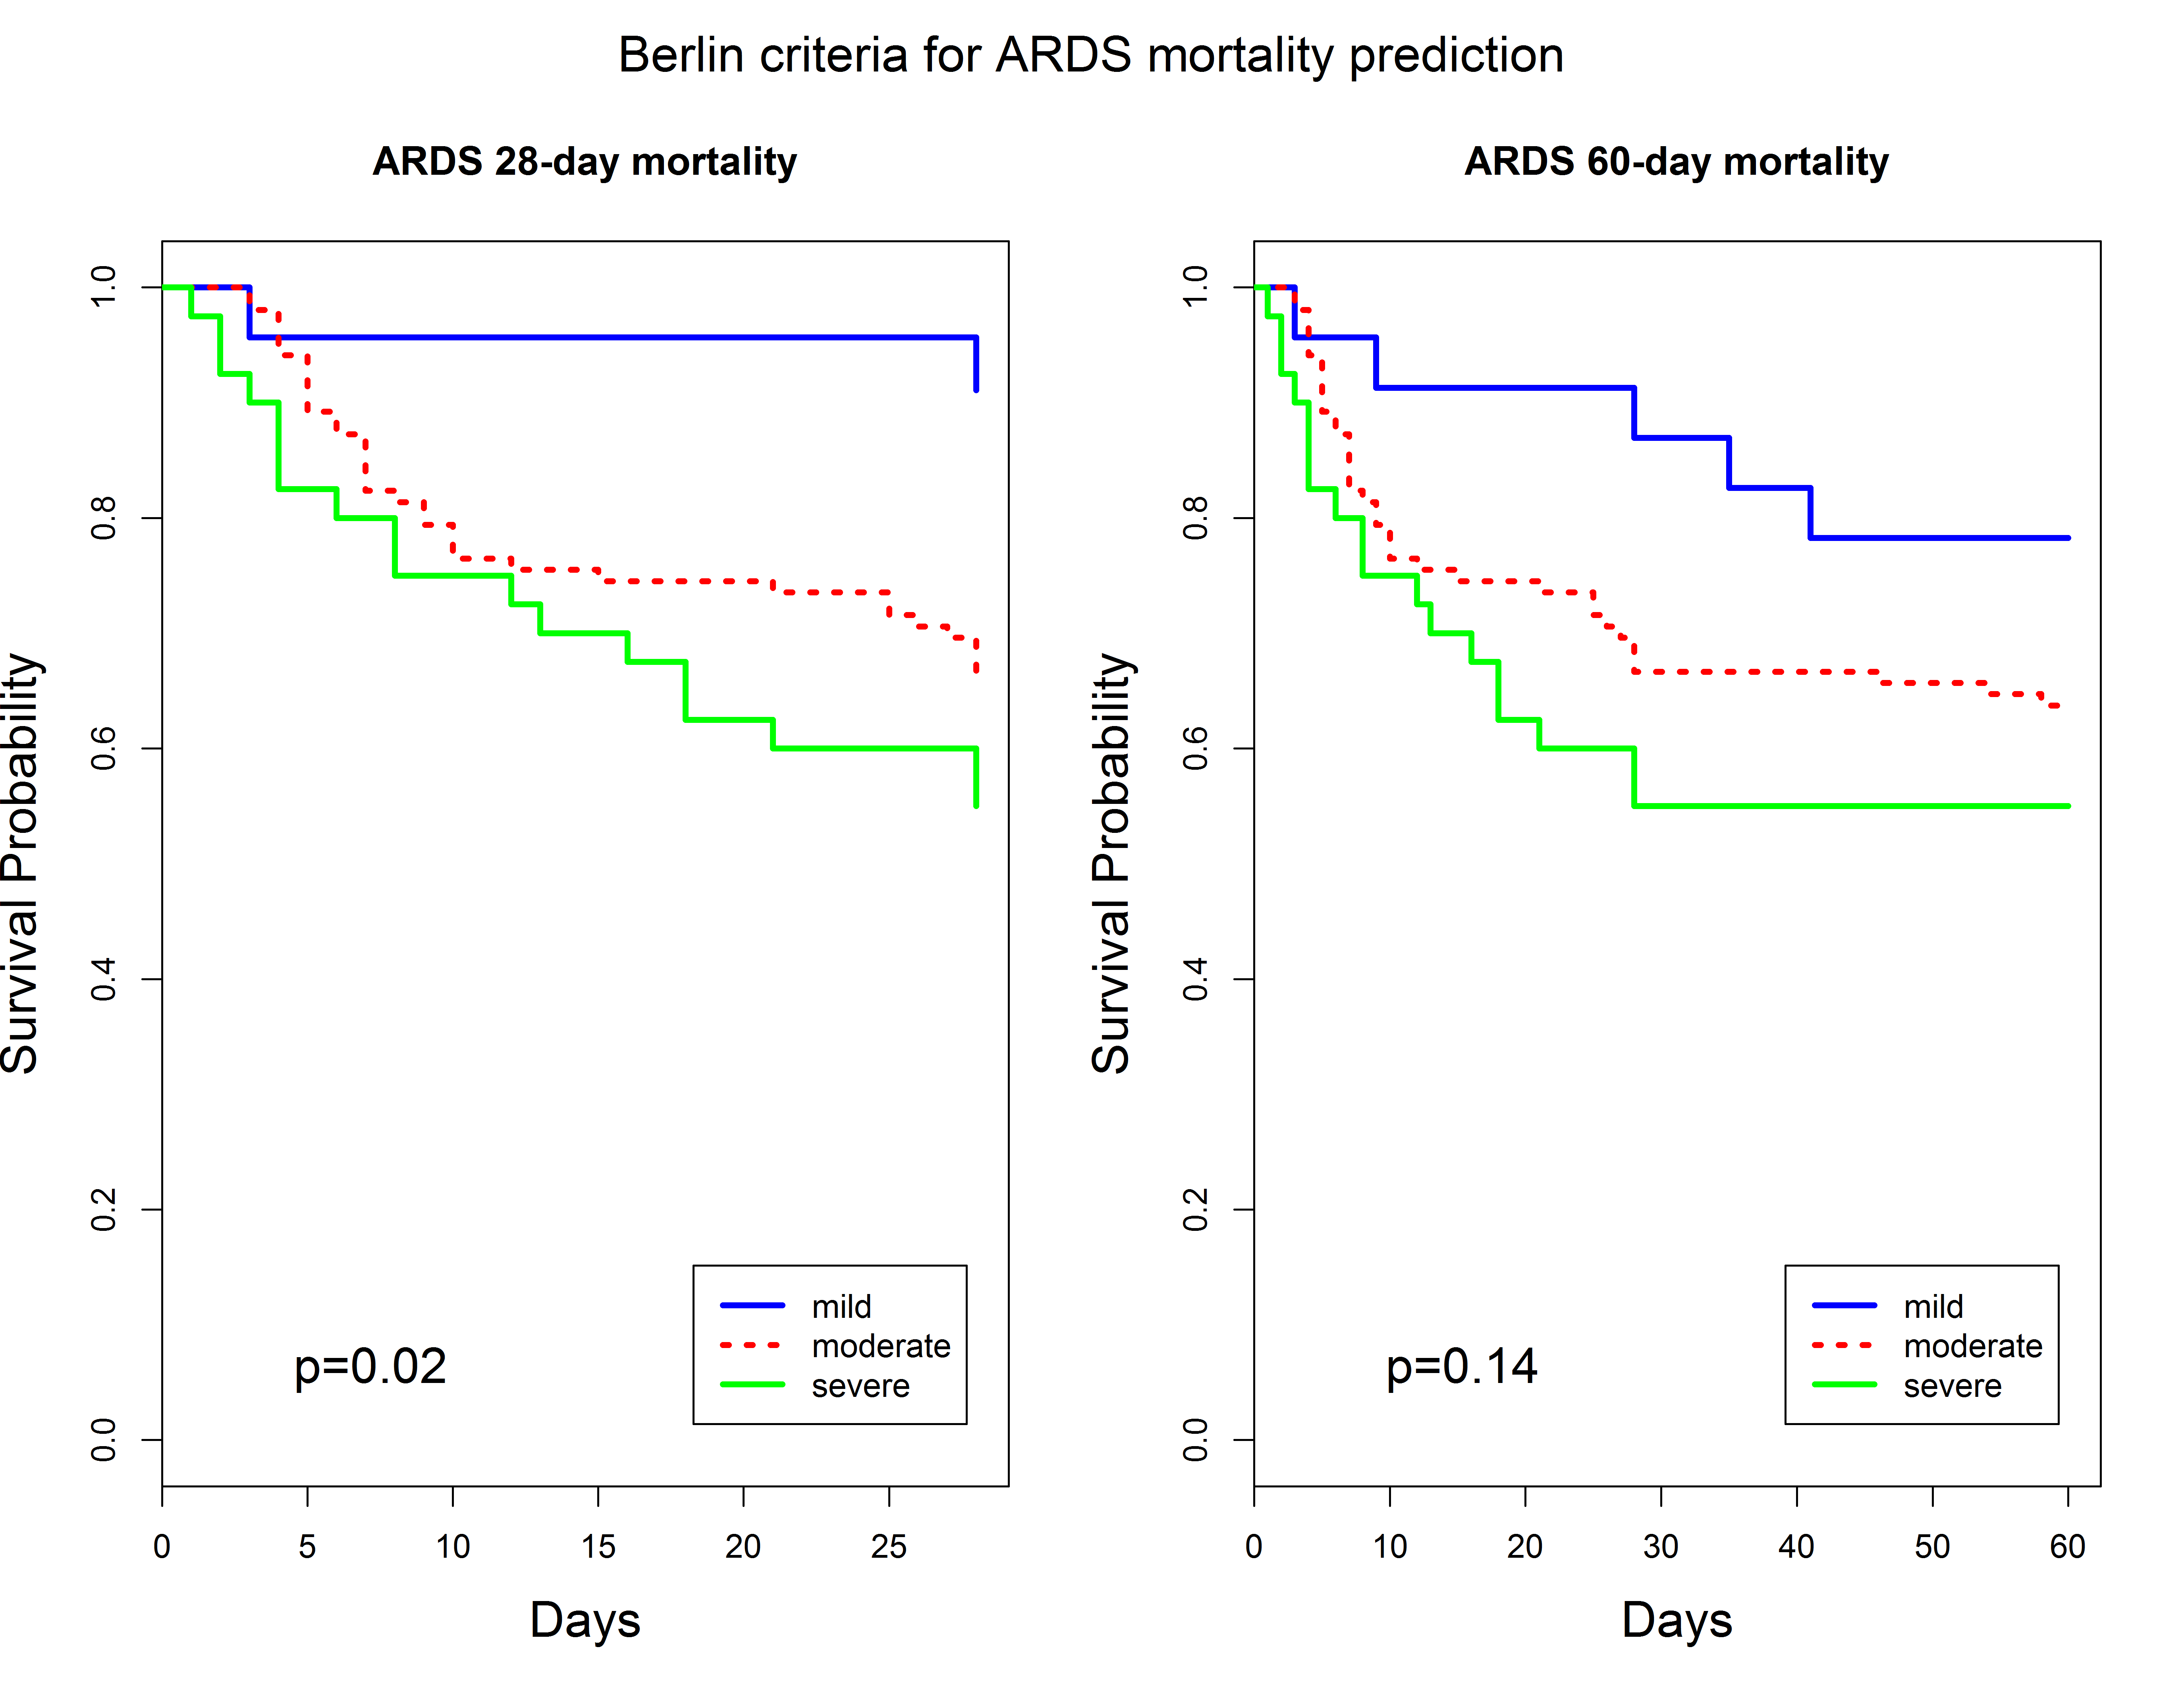 Berlin criteria for ARDS mortality prediction
ARDS 28-day mortality
Survival Probability
1.0
0.8
0.6
0.4
0.2
0.0
p=0.02
mild
moderate
severe
0 5 10 15 20 25
Days
ARDS 60-day mortality
Survival Probability
1.0
0.8
0.6
0.4
0.2
0.0
p=0.14
mild
moderate
severe
0 10 20 30 40 50 60
Days